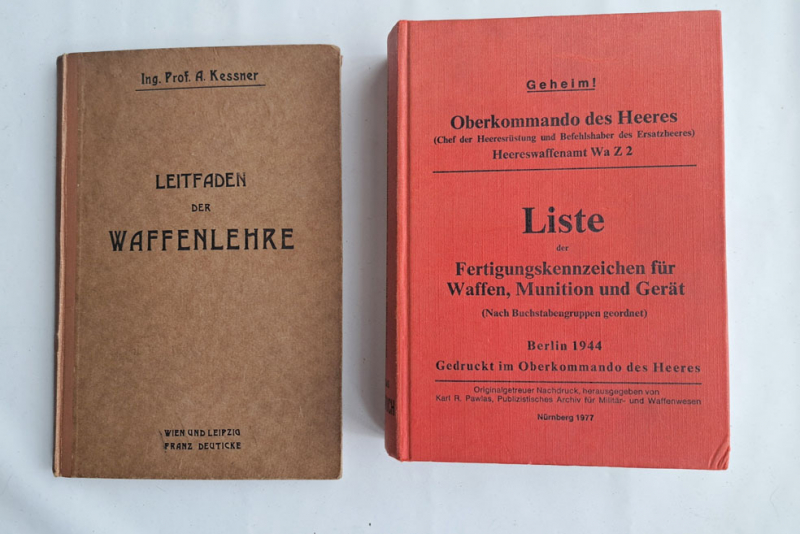 Ing. Prof. A. Kessner
LEITFADEN
DER
WAFFENLEHRE
WIEN UND LEIPZIG
FRANZ DEUTICKE
Geheim!
Oberkommando des Heeres
(Chef der Heeresrüstung und Befehlshaber des Ersatzheeres)
Heereswaffenamt Wa Z 2
Liste
der
Fertigungskennzeichen für
Waffen, Munition und Gerät
(Nach Buchstabengruppen geordnet)
Berlin 1944
Gedruckt im Oberkommando des Heeres
Originalgetreuer Nachdruck, herausgegeben von
Karl R. Pawlas, Publizistisches Archiv für Militär- und Waffenwesen
Nürnberg 1977